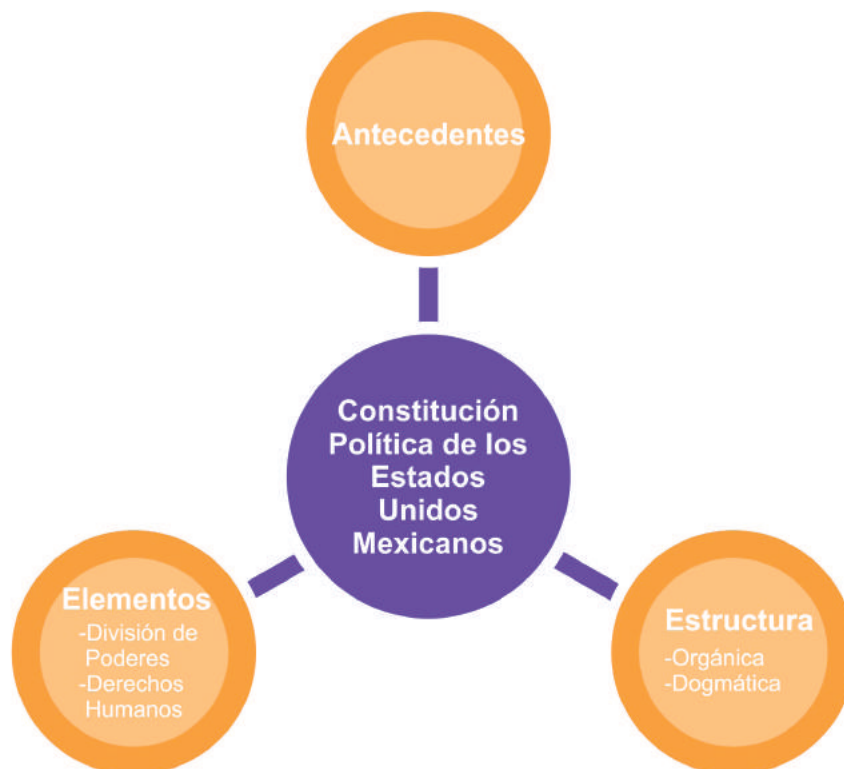 Antecedentes
Constitución
Política de los
Estados
Unidos
Mexicanos
Elementos
-División de
Poderes
-Derechos
Humanos
Estructura
-Orgánica
-Dogmática